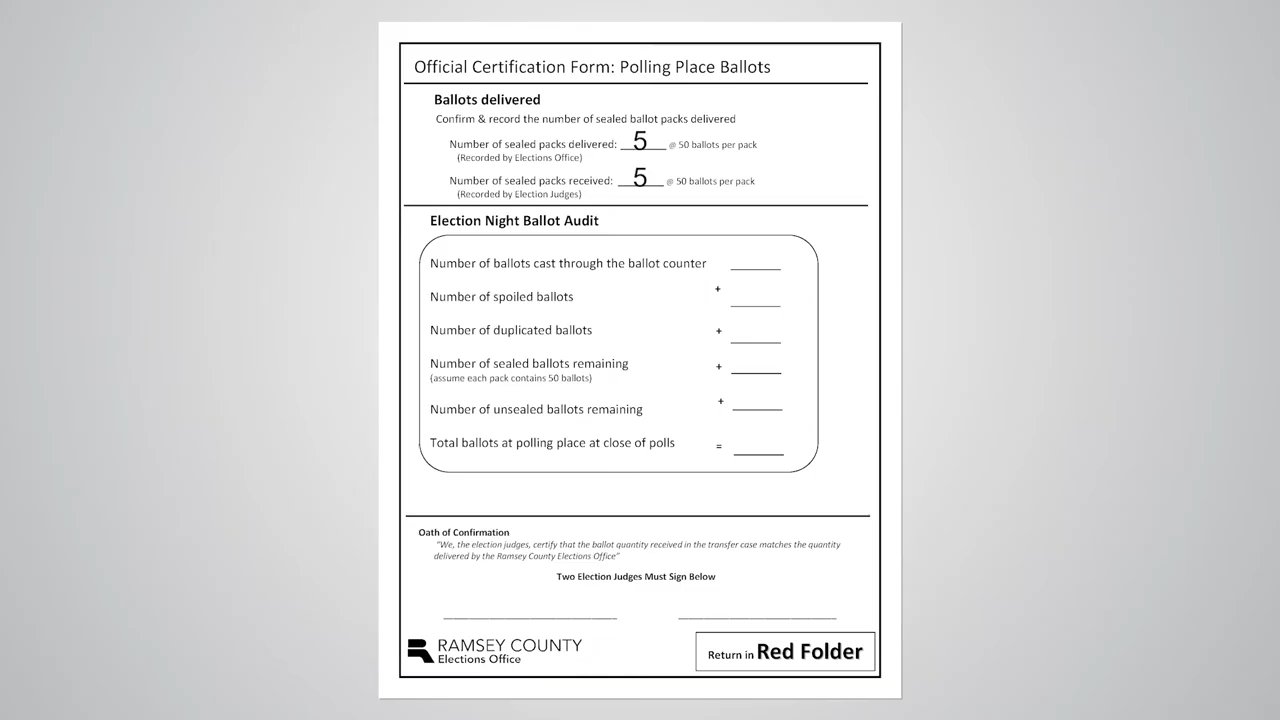 Official Certification Form: Polling Place Ballots
Ballots delivered
Confirm & record the number of sealed ballot packs delivered
Number of sealed packs delivered: 5 @ 50 ballots per pack
(Recorded by Elections Office)
Number of sealed packs received: 5 @ 50 ballots per pack
(Recorded by Election Judges)
Election Night Ballot Audit
Number of ballots cast through the ballot counter
Number of spoiled ballots +
Number of duplicated ballots +
Number of sealed ballots remaining +
(assume each pack contains 50 ballots)
Number of unsealed ballots remaining +
Total ballots at polling place at close of polls =
Oath of Confirmation
"We, the election judges, certify that the ballot quantity received in the transfer case matches the quantity
delivered by the Ramsey County Elections Office"
Two Election Judges Must Sign Below
RAMSEY COUNTY
Elections Office
Return in Red Folder